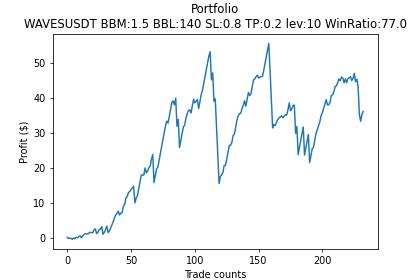 Portfolio
WAVESUSDT BBM:1.5 BBL:140 SL:0.8 TP:0.2 lev:10 WinRatio:77.0
Profit ($)
50
40
30
20
10
0
0 50 100 150 200
Trade counts